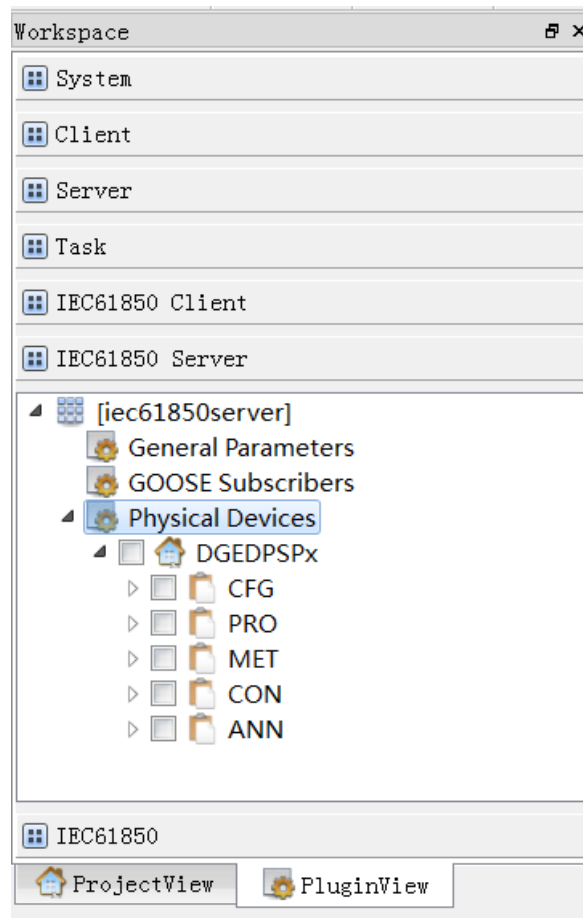 Workspace
System
Client
Server
Task
IEC61850 Client
IEC61850 Server
[iec61850server]
General Parameters
GOOSE Subscribers
Physical Devices
DGEDPSPx
CFG
PRO
MET
CON
ANN
IEC61850
ProjectView PluginView